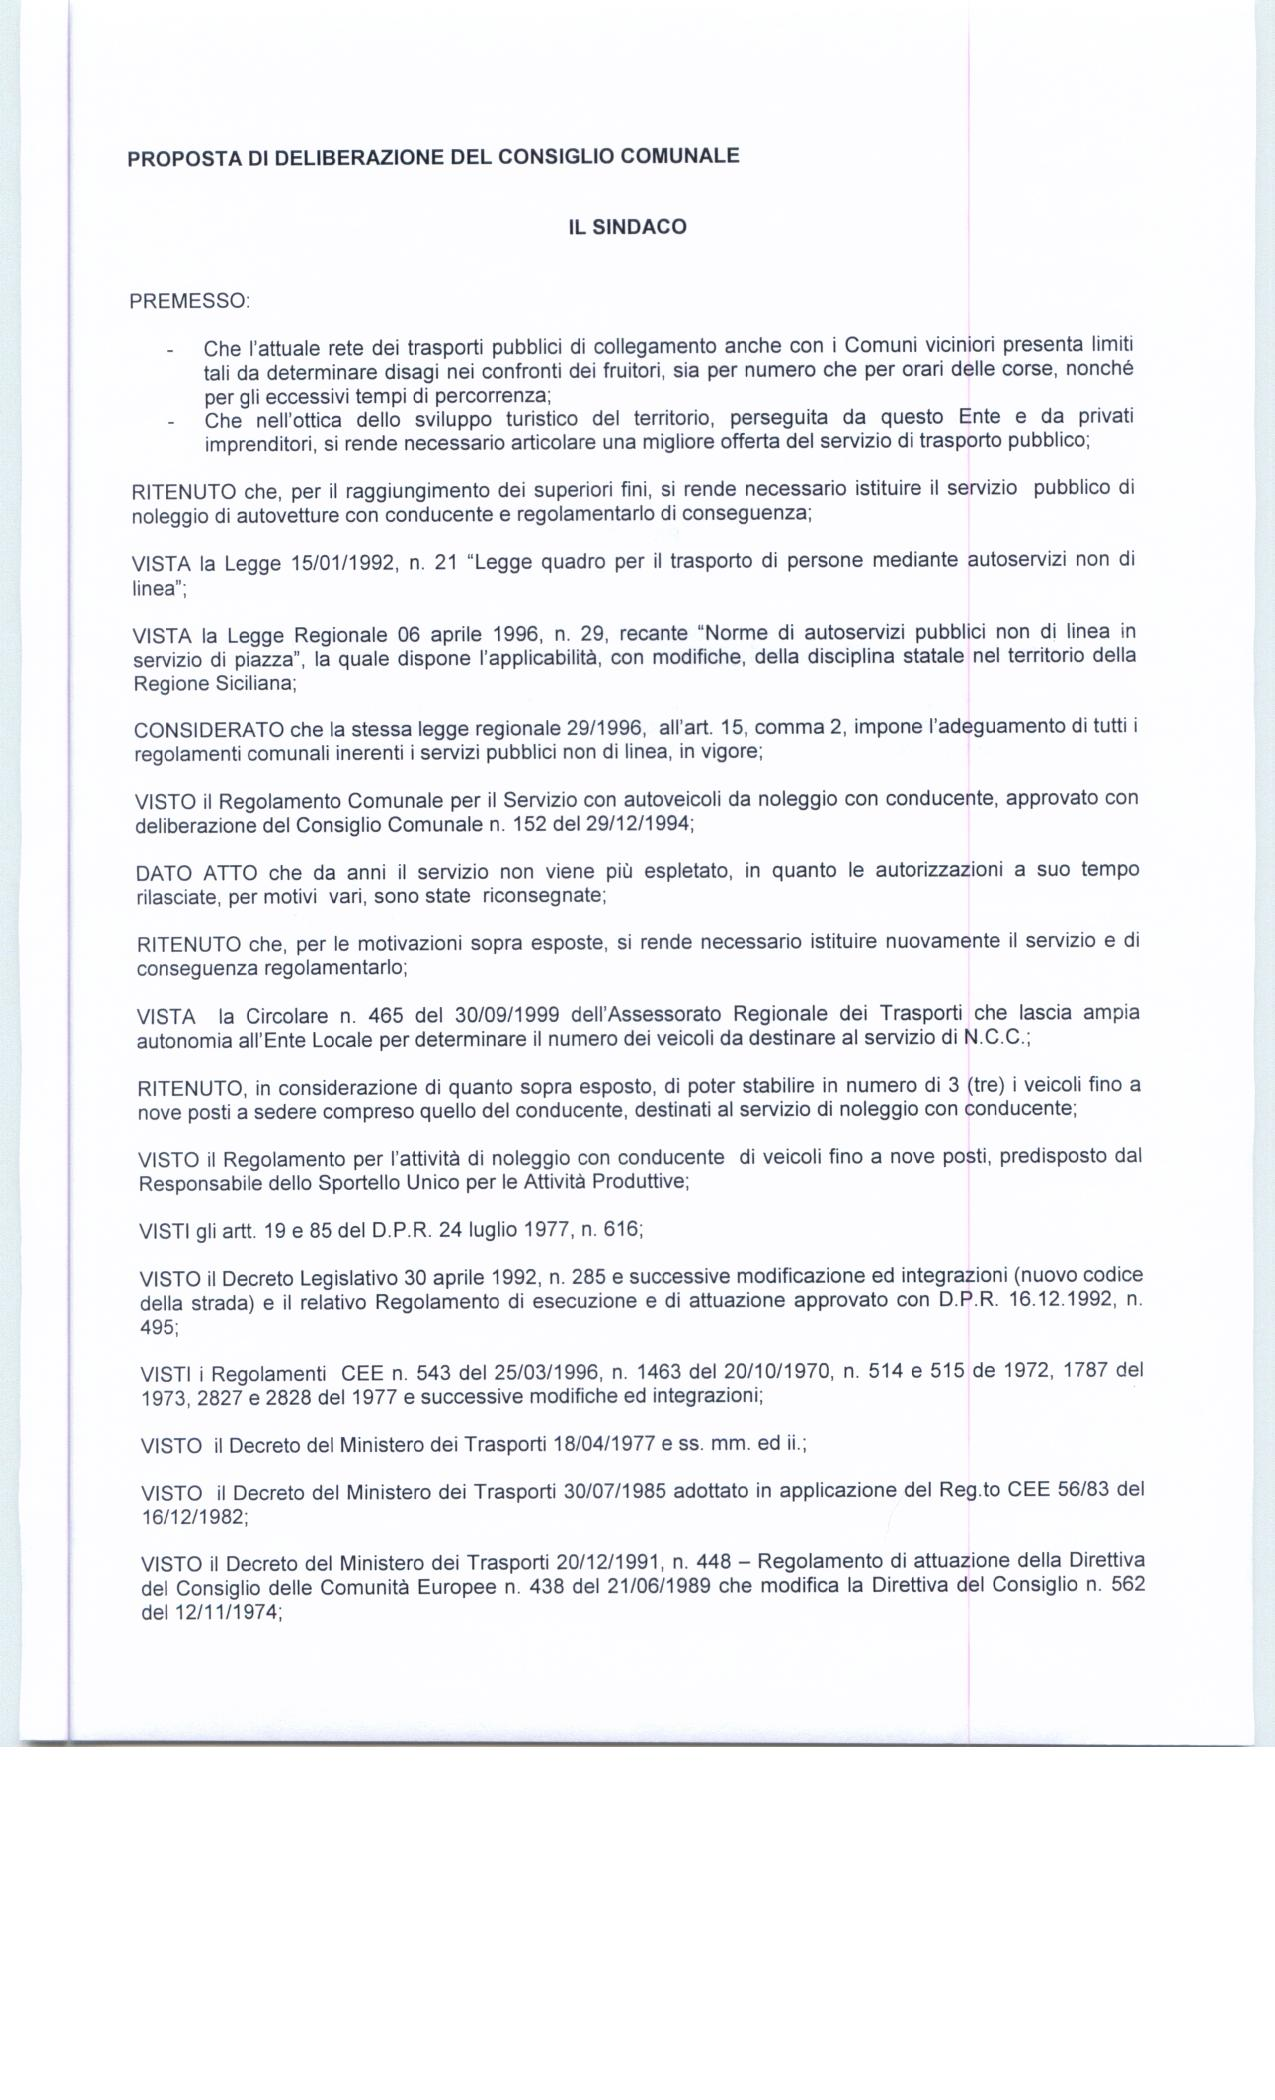 PROPOSTA DI DELIBERAZIONE DEL CONSIGLIO COMUNALE
IL SINDACO
PREMESSO:
- Che l'attuale rete dei trasporti pubblici di collegamento anche con i Comuni viciniori presenta limiti
tali da determinare disagi nei confronti dei fruitori, sia per numero che per orari delle corse, nonché
per gli eccessivi tempi di percorrenza;
- Che nell'ottica dello sviluppo turistico del territorio, perseguita da questo Ente e da privati
imprenditori, si rende necessario articolare una migliore offerta del servizio di trasporto pubblico;
RITENUTO che, per il raggiungimento dei superiori fini, si rende necessario istituire il servizio pubblico di
noleggio di autovetture con conducente e regolamentarlo di conseguenza;
VISTA la Legge 15/01/1992, n. 21 “Legge quadro per il trasporto di persone mediante autoservizi non di
linea”;
VISTA la Legge Regionale 06 aprile 1996, n. 29, recante “Norme di autoservizi pubblici non di linea in
servizio di piazza”, la quale dispone l'applicabilità, con modifiche, della disciplina statale nel territorio della
Regione Siciliana;
CONSIDERATO che la stessa legge regionale 29/1996, all'art. 15, comma 2, impone l'adeguamento di tutti i
regolamenti comunali inerenti i servizi pubblici non di linea, in vigore;
VISTO il Regolamento Comunale per il Servizio con autoveicoli da noleggio con conducente, approvato con
deliberazione del Consiglio Comunale n. 152 del 29/12/1994;
DATO ATTO che da anni il servizio non viene più espletato, in quanto le autorizzazioni a suo tempo
rilasciate, per motivi vari, sono state riconsegnate;
RITENUTO che, per le motivazioni sopra esposte, si rende necessario istituire nuovamente il servizio e di
conseguenza regolamentarlo;
VISTA la Circolare n. 465 del 30/09/1999 dell'Assessorato Regionale dei Trasporti che lascia ampia
autonomia all'Ente Locale per determinare il numero dei veicoli da destinare al servizio di N.C.C.;
RITENUTO, in considerazione di quanto sopra esposto, di poter stabilire in numero di 3 (tre) i veicoli fino a
nove posti a sedere compreso quello del conducente, destinati al servizio di noleggio con conducente;
VISTO il Regolamento per l'attività di noleggio con conducente di veicoli fino a nove posti, predisposto dal
Responsabile dello Sportello Unico per le Attività Produttive;
VISTI gli artt. 19 e 85 del D.P.R. 24 luglio 1977, n. 616;
VISTO il Decreto Legislativo 30 aprile 1992, n. 285 e successive modificazione ed integrazioni (nuovo codice
della strada) e il relativo Regolamento di esecuzione e di attuazione approvato con D.P.R. 16.12.1992, n.
495;
VISTI i Regolamenti CEE n. 543 del 25/03/1996, n. 1463 del 20/10/1970, n. 514 e 515 de 1972, 1787 del
1973, 2827 e 2828 del 1977 e successive modifiche ed integrazioni;
VISTO il Decreto del Ministero dei Trasporti 18/04/1977 e ss. mm. ed ii.;
VISTO il Decreto del Ministero dei Trasporti 30/07/1985 adottato in applicazione del Reg.to CEE 56/83 del
16/12/1982;
VISTO il Decreto del Ministero dei Trasporti 20/12/1991, n. 448 – Regolamento di attuazione della Direttiva
del Consiglio delle Comunità Europee n. 438 del 21/06/1989 che modifica la Direttiva del Consiglio n. 562
del 12/11/1974;